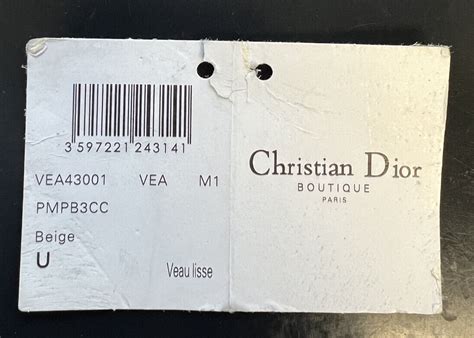 3 597221 243141
VEA43001 VEA M1
PMPB3CC
Beige
U
Veau lisse
Christian Dior
BOUTIQUE
PARIS